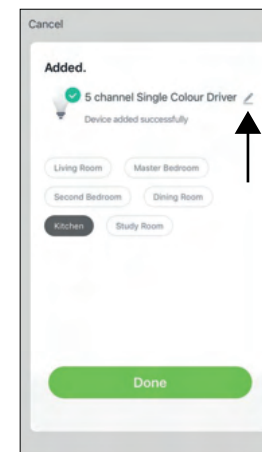 Cancel
Added.
5 channel Single Colour Driver
Device added successfully
Living Room Master Bedroom
Second Bedroom Dining Room
Kitchen Study Room
Done